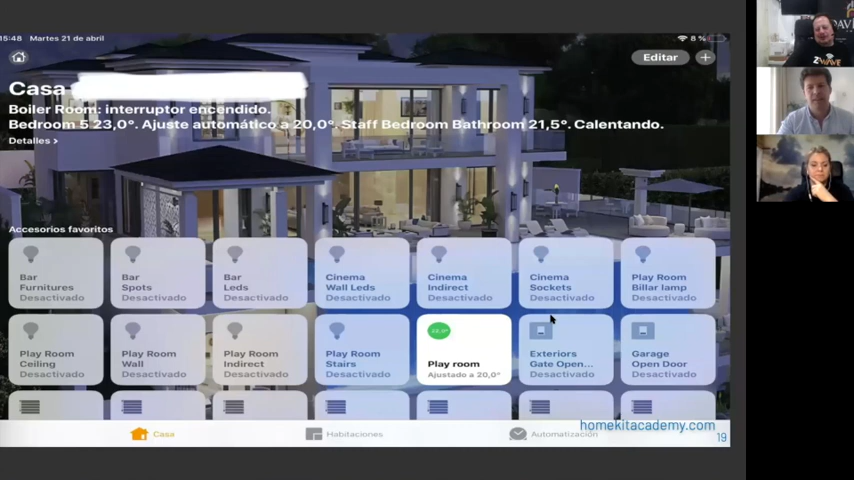 15:48 Martes 21 de abril
8 %
Editar
Casa
Boiler Room: interruptor encendido.
Bedroom 5 23,0°. Ajuste automático a 20,0°. Staff Bedroom Bathroom 21,5°. Calentando.
Detalles >
Accesorios favoritos
Bar
Furnitures
Desactivado
Bar
Spots
Desactivado
Bar
Leds
Desactivado
Cinema
Wall Leds
Desactivado
Cinema
Indirect
Desactivado
Cinema
Sockets
Desactivado
Play Room
Billar lamp
Desactivado
Play Room
Ceiling
Desactivado
Play Room
Wall
Desactivado
Play Room
Indirect
Desactivado
Play Room
Stairs
Desactivado
Play room
Ajustado a 20,0°
Exteriors
Gate Open...
Desactivado
Garage
Open Door
Desactivado
Casa
Habitaciones
Automatización
homekitacademy.com
19
Z-WAVE